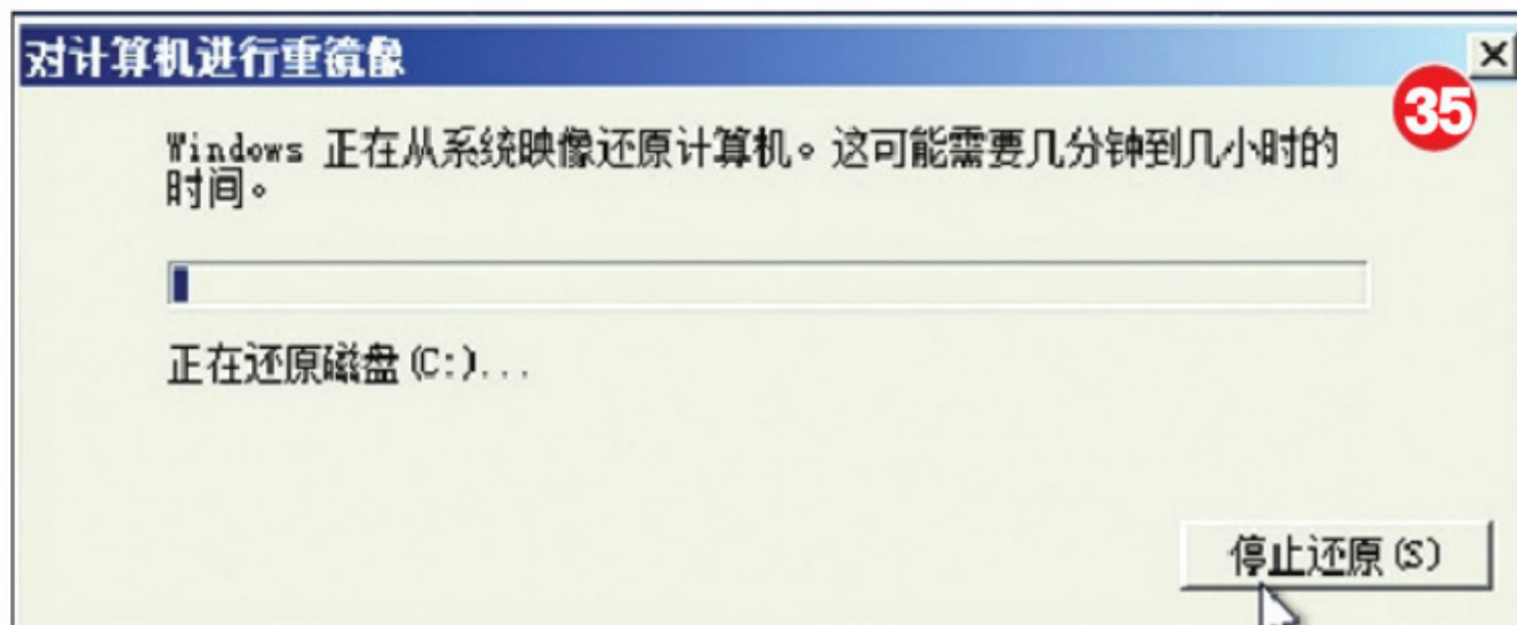 对计算机进行重镜像
35
Windows 正在从系统映像还原计算机。这可能需要几分钟到几小时的
时间。
正在还原磁盘(C:)...
停止还原(S)